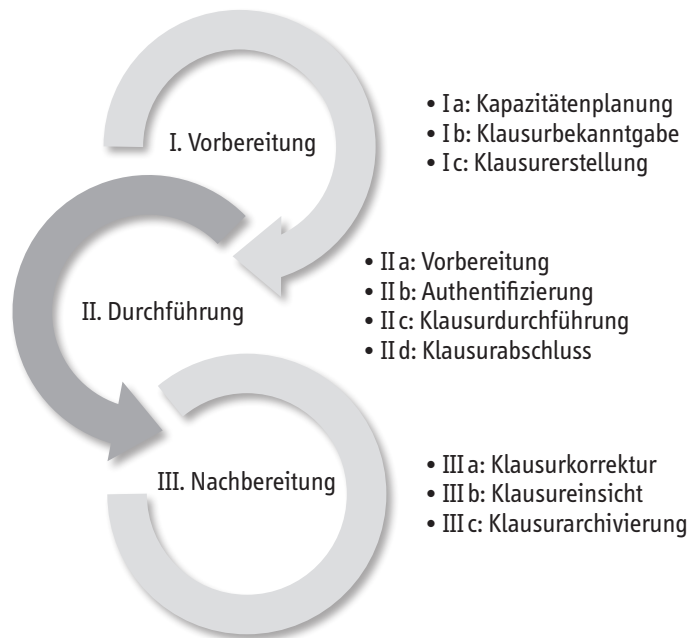 I. Vorbereitung
• I a: Kapazitätenplanung
• I b: Klausurbekanntgabe
• I c: Klausurerstellung
II. Durchführung
• II a: Vorbereitung
• II b: Authentifizierung
• II c: Klausurdurchführung
• II d: Klausurabschluss
III. Nachbereitung
• III a: Klausurkorrektur
• III b: Klausureinsicht
• III c: Klausurarchivierung